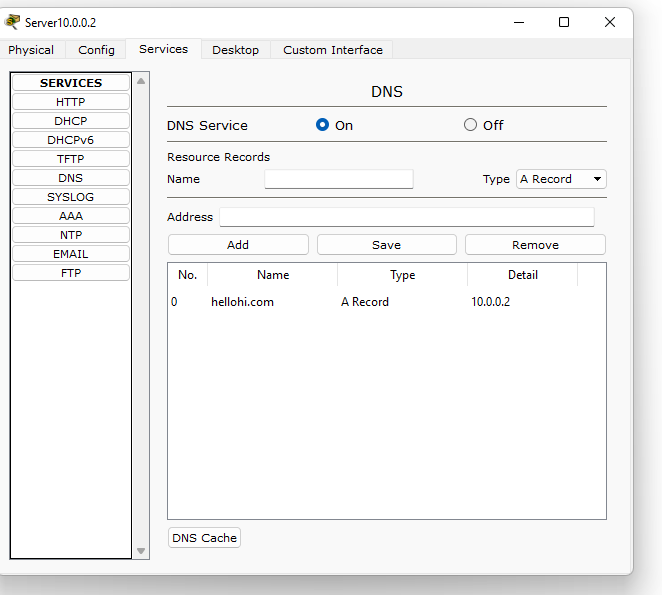 Server10.0.0.2
Physical Config Services Desktop Custom Interface
SERVICES
HTTP
DHCP
DHCPv6
TFTP
DNS
SYSLOG
AAA
NTP
EMAIL
FTP
DNS
DNS Service On Off
Resource Records
Name Type A Record
Address
Add Save Remove
No. Name Type Detail
0 hellohi.com A Record 10.0.0.2
DNS Cache